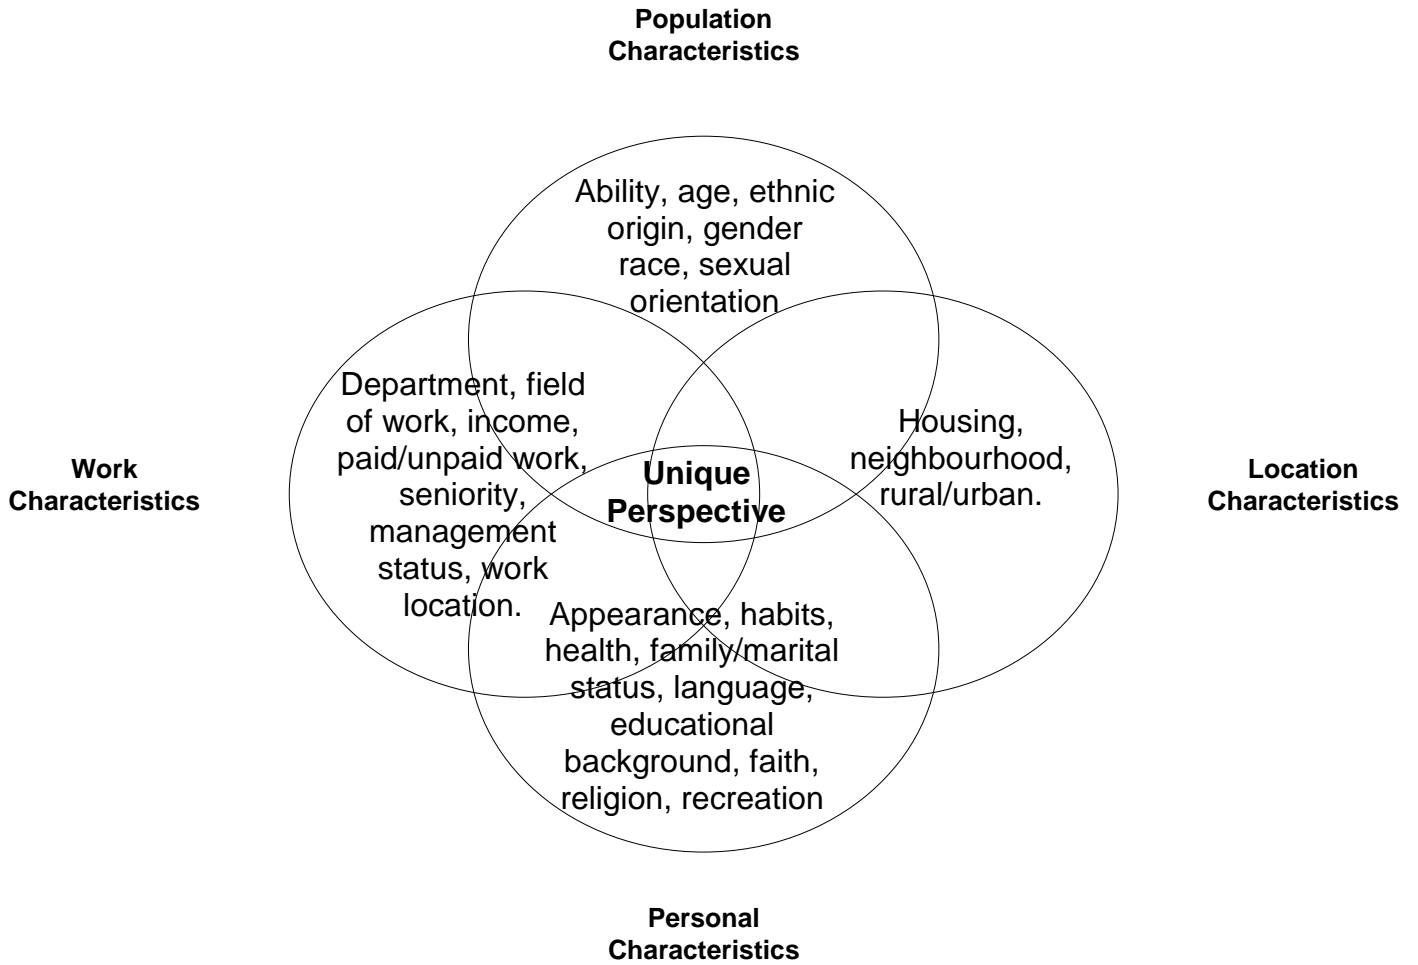 Population
Characteristics
Ability, age, ethnic
origin, gender
race, sexual
orientation
Work
Characteristics
Department, field
of work, income,
paid/unpaid work,
seniority,
management
status, work
location.
Unique
Perspective
Housing,
neighbourhood,
rural/urban.
Location
Characteristics
Appearance, habits,
health, family/marital
status, language,
educational
background, faith,
religion, recreation
Personal
Characteristics